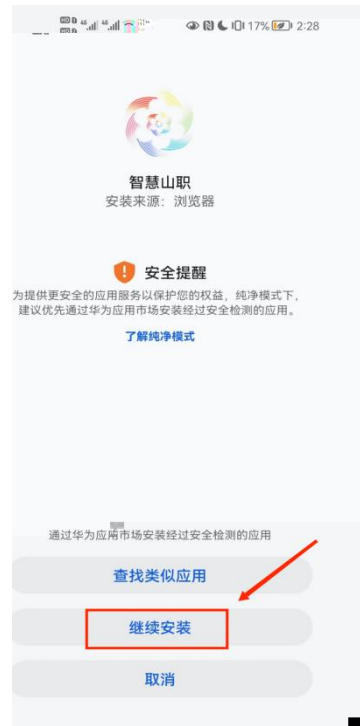 17% 2:28
智慧山职
安装来源：浏览器
安全提醒
为提供更安全的应用服务以保护您的权益，纯净模式下，
建议优先通过华为应用市场安装经过安全检测的应用。
了解纯净模式
通过华为应用市场安装经过安全检测的应用
查找类似应用
继续安装
取消